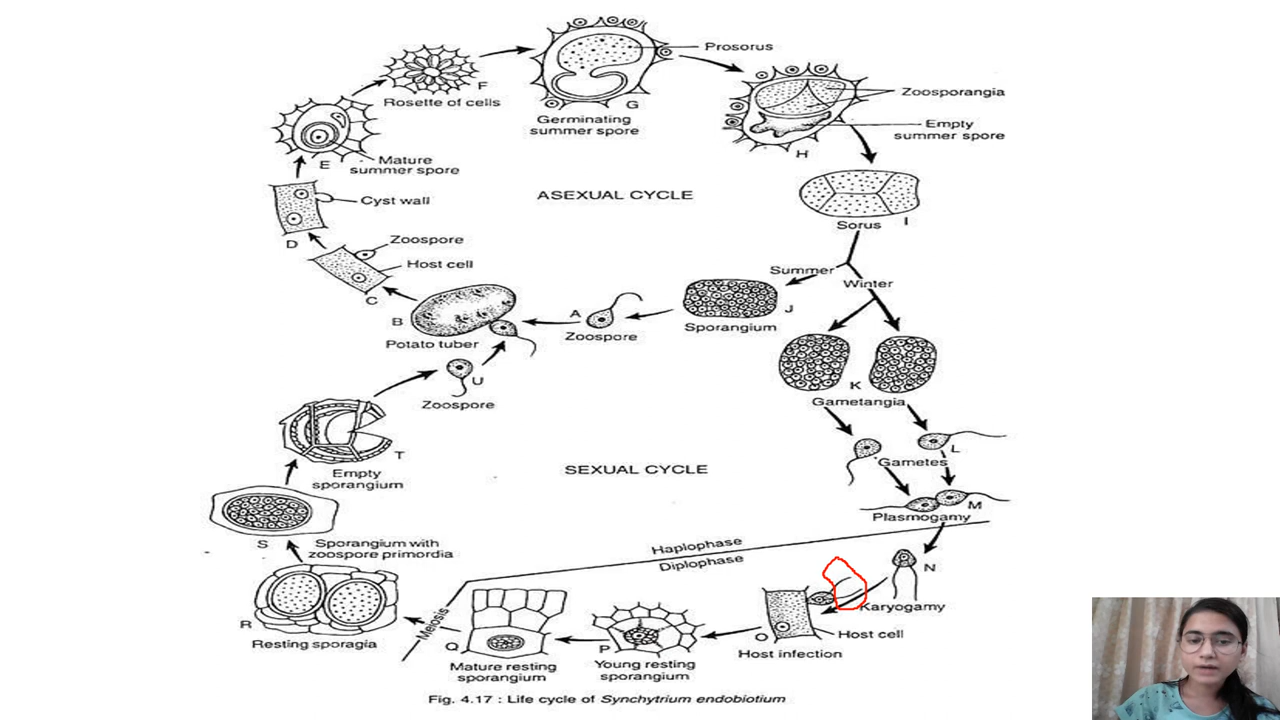 Prosorus
F
Rosette of cells
G
Germinating
summer spore
Zoosporangia
Empty
summer spore
H
E
Mature
summer spore
ASEXUAL CYCLE
Cyst wall
D
Sorus
I
Zoospore
Host cell
C
Summer
Winter
B
Potato tuber
A
Zoospore
J
Sporangium
K
Gametangia
U
Zoospore
T
Empty
sporangium
SEXUAL CYCLE
L
Gametes
M
Plasmogamy
S
Sporangium with
zoospore primordia
Haplophase
Diplophase
N
Karyogamy
Meiosis
R
Resting sporagia
Q
Mature resting
sporangium
P
Young resting
sporangium
O
Host cell
Host infection
Fig. 4.17 : Life cycle of Synchytrium endobiotium